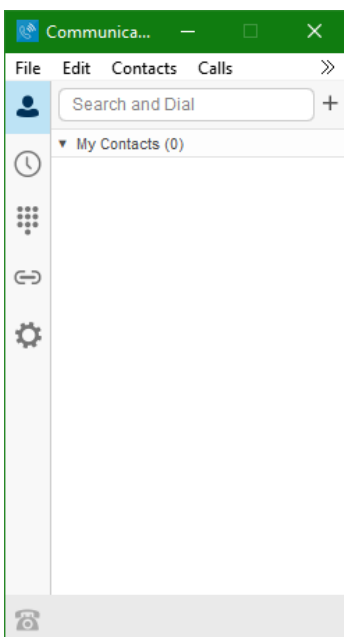 Communica...
File Edit Contacts Calls
Search and Dial
My Contacts (0)